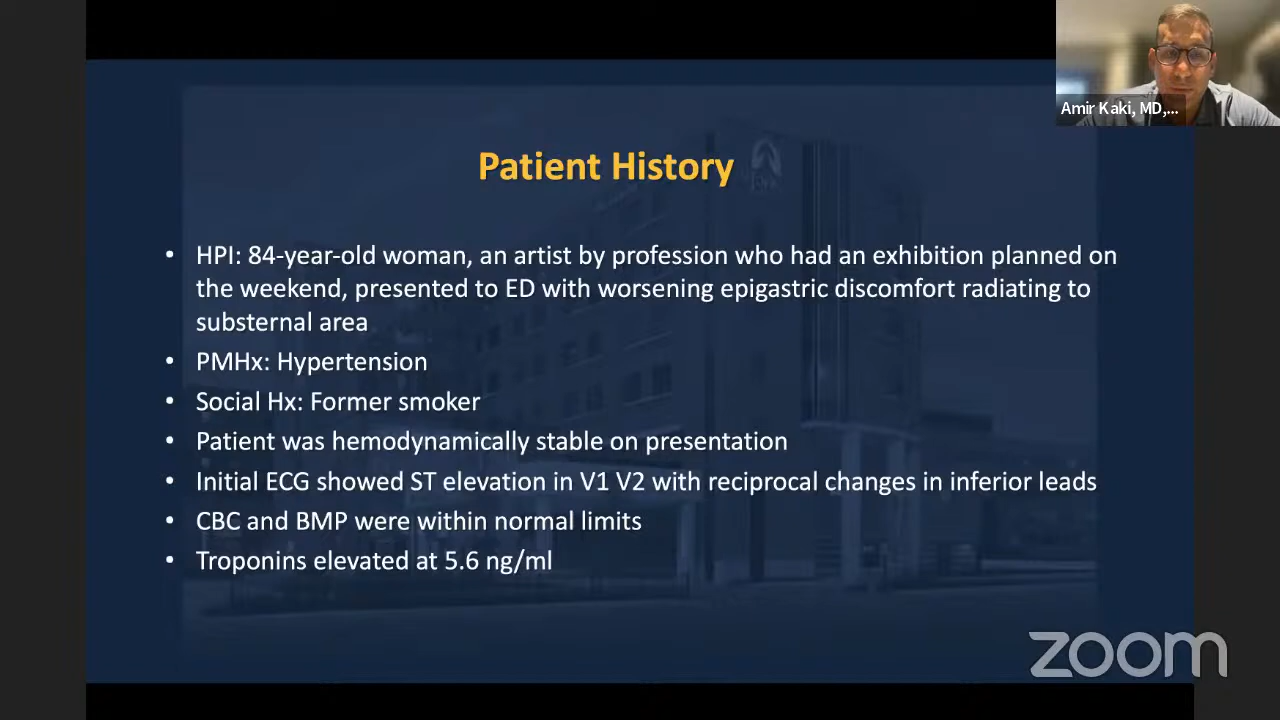 Amir Kaki, MD,...
Patient History
• HPI: 84-year-old woman, an artist by profession who had an exhibition planned on
the weekend, presented to ED with worsening epigastric discomfort radiating to
substernal area
• PMHx: Hypertension
• Social Hx: Former smoker
• Patient was hemodynamically stable on presentation
• Initial ECG showed ST elevation in V1 V2 with reciprocal changes in inferior leads
• CBC and BMP were within normal limits
• Troponins elevated at 5.6 ng/ml
zoom